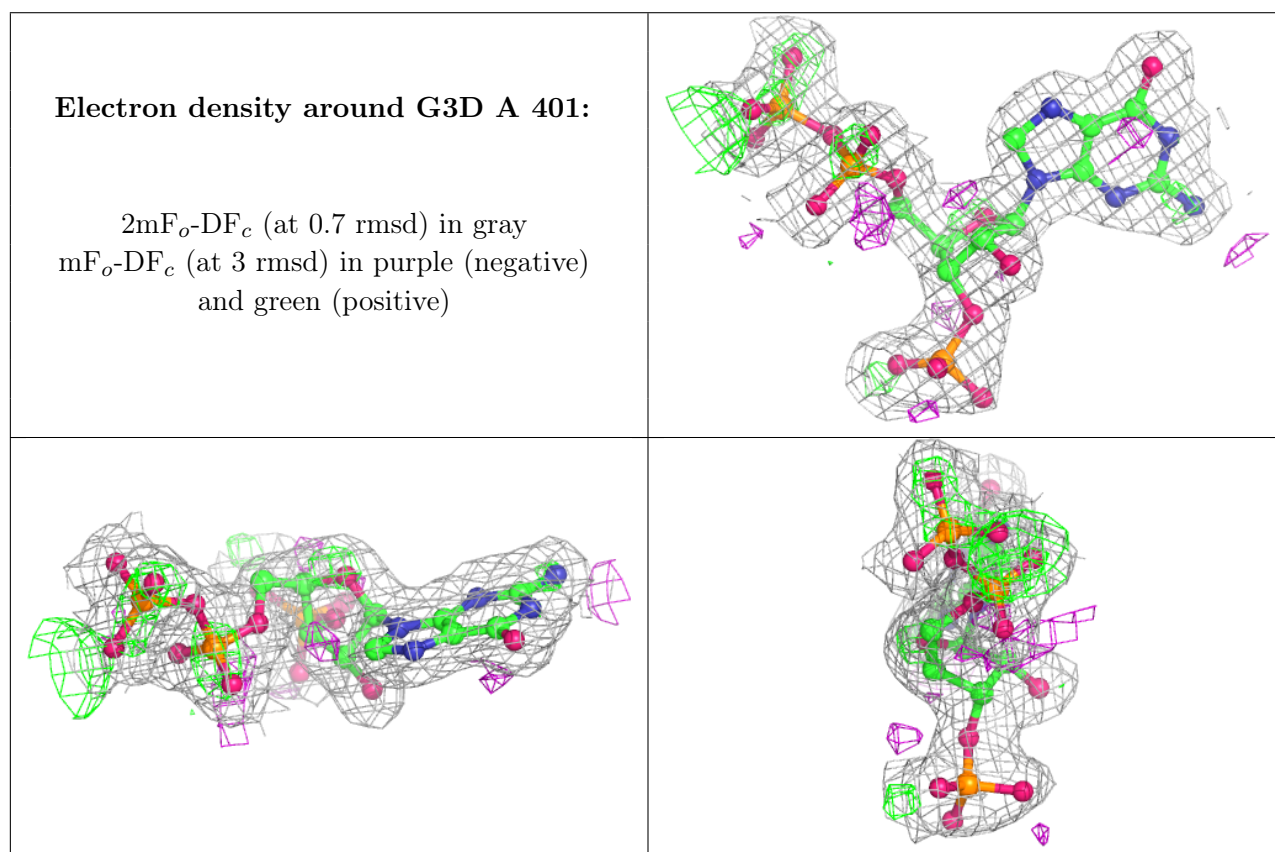 Electron density around G3D A 401:
2mFo-DFc (at 0.7 rmsd) in gray
mFo-DFc (at 3 rmsd) in purple (negative)
and green (positive)